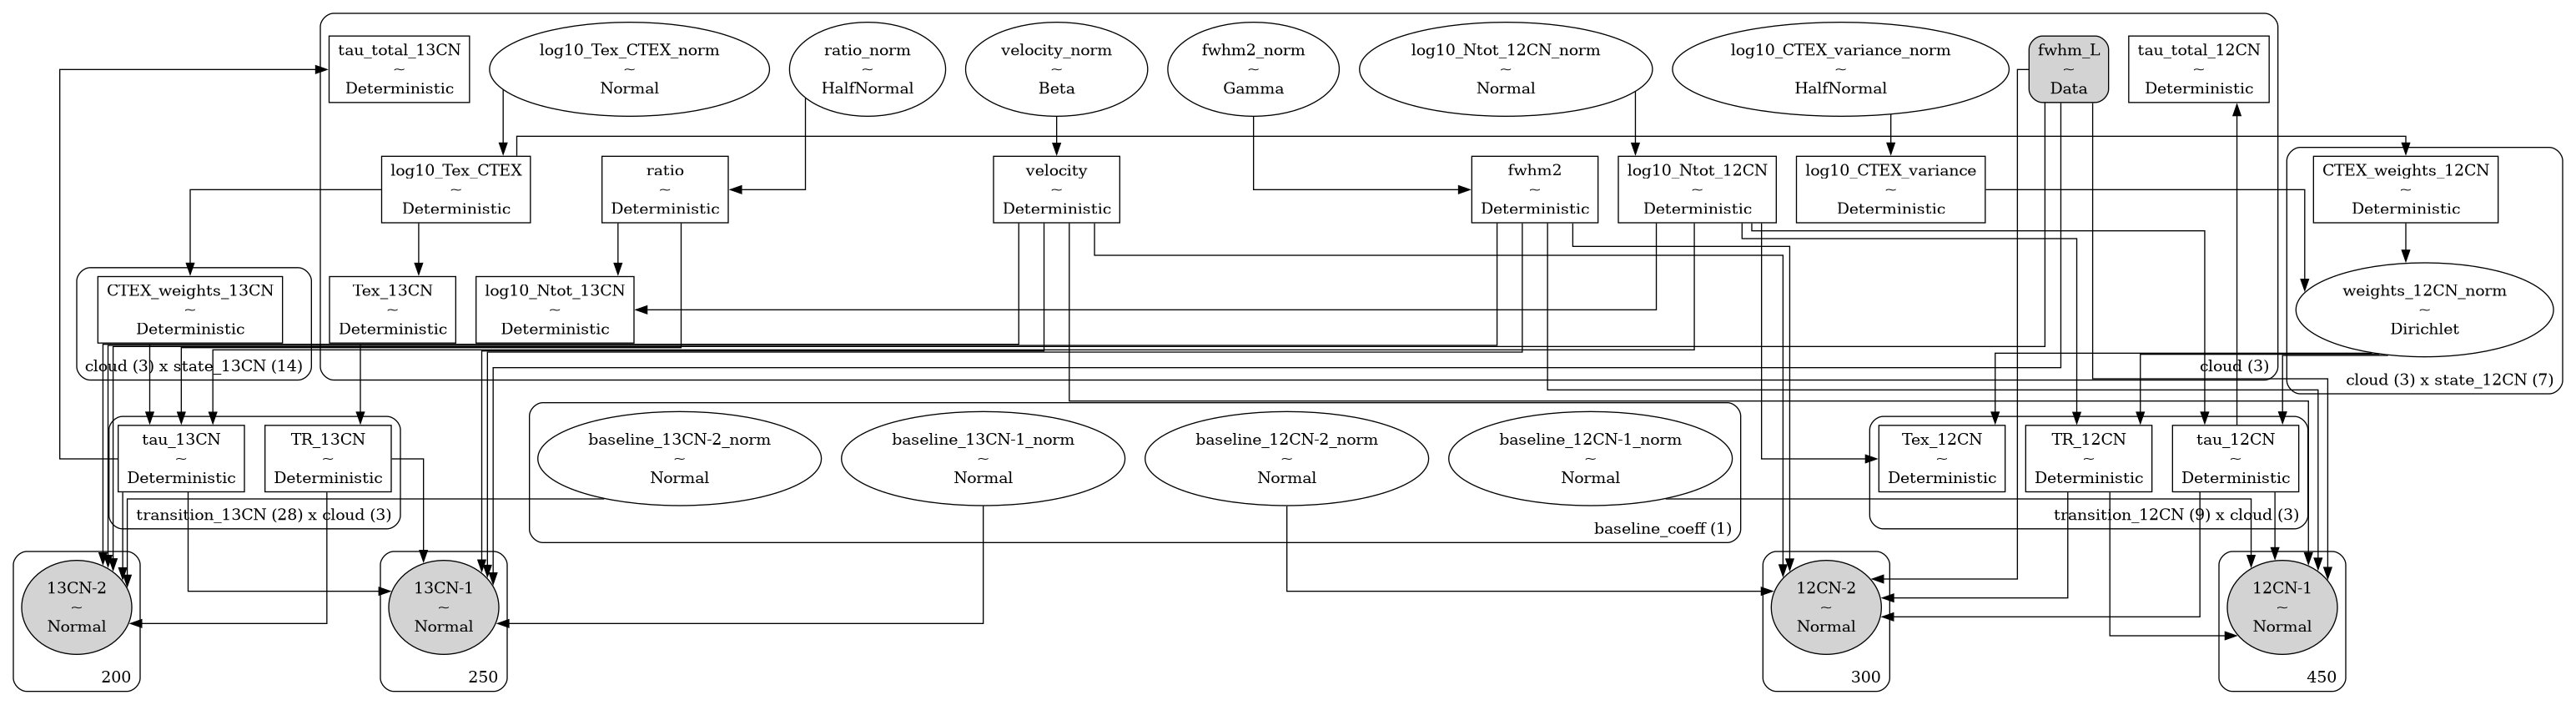 tau_total_13CN
~
Deterministic
log10_Tex_CTEX_norm
~
Normal
ratio_norm
~
HalfNormal
velocity_norm
~
Beta
fwhm2_norm
~
Gamma
log10_Ntot_12CN_norm
~
Normal
log10_CTEX_variance_norm
~
HalfNormal
fwhm_L
~
Data
tau_total_12CN
~
Deterministic
log10_Tex_CTEX
~
Deterministic
ratio
~
Deterministic
velocity
~
Deterministic
fwhm2
~
Deterministic
log10_Ntot_12CN
~
Deterministic
log10_CTEX_variance
~
Deterministic
CTEX_weights_12CN
~
Deterministic
CTEX_weights_13CN
~
Deterministic
Tex_13CN
~
Deterministic
log10_Ntot_13CN
~
Deterministic
weights_12CN_norm
~
Dirichlet
cloud (3) x state_13CN (14)
cloud (3)
cloud (3) x state_12CN (7)
tau_13CN
~
Deterministic
TR_13CN
~
Deterministic
baseline_13CN-2_norm
~
Normal
baseline_13CN-1_norm
~
Normal
baseline_12CN-2_norm
~
Normal
baseline_12CN-1_norm
~
Normal
Tex_12CN
~
Deterministic
TR_12CN
~
Deterministic
tau_12CN
~
Deterministic
transition_13CN (28) x cloud (3)
baseline_coeff (1)
transition_12CN (9) x cloud (3)
13CN-2
~
Normal
13CN-1
~
Normal
12CN-2
~
Normal
12CN-1
~
Normal
200
250
300
450